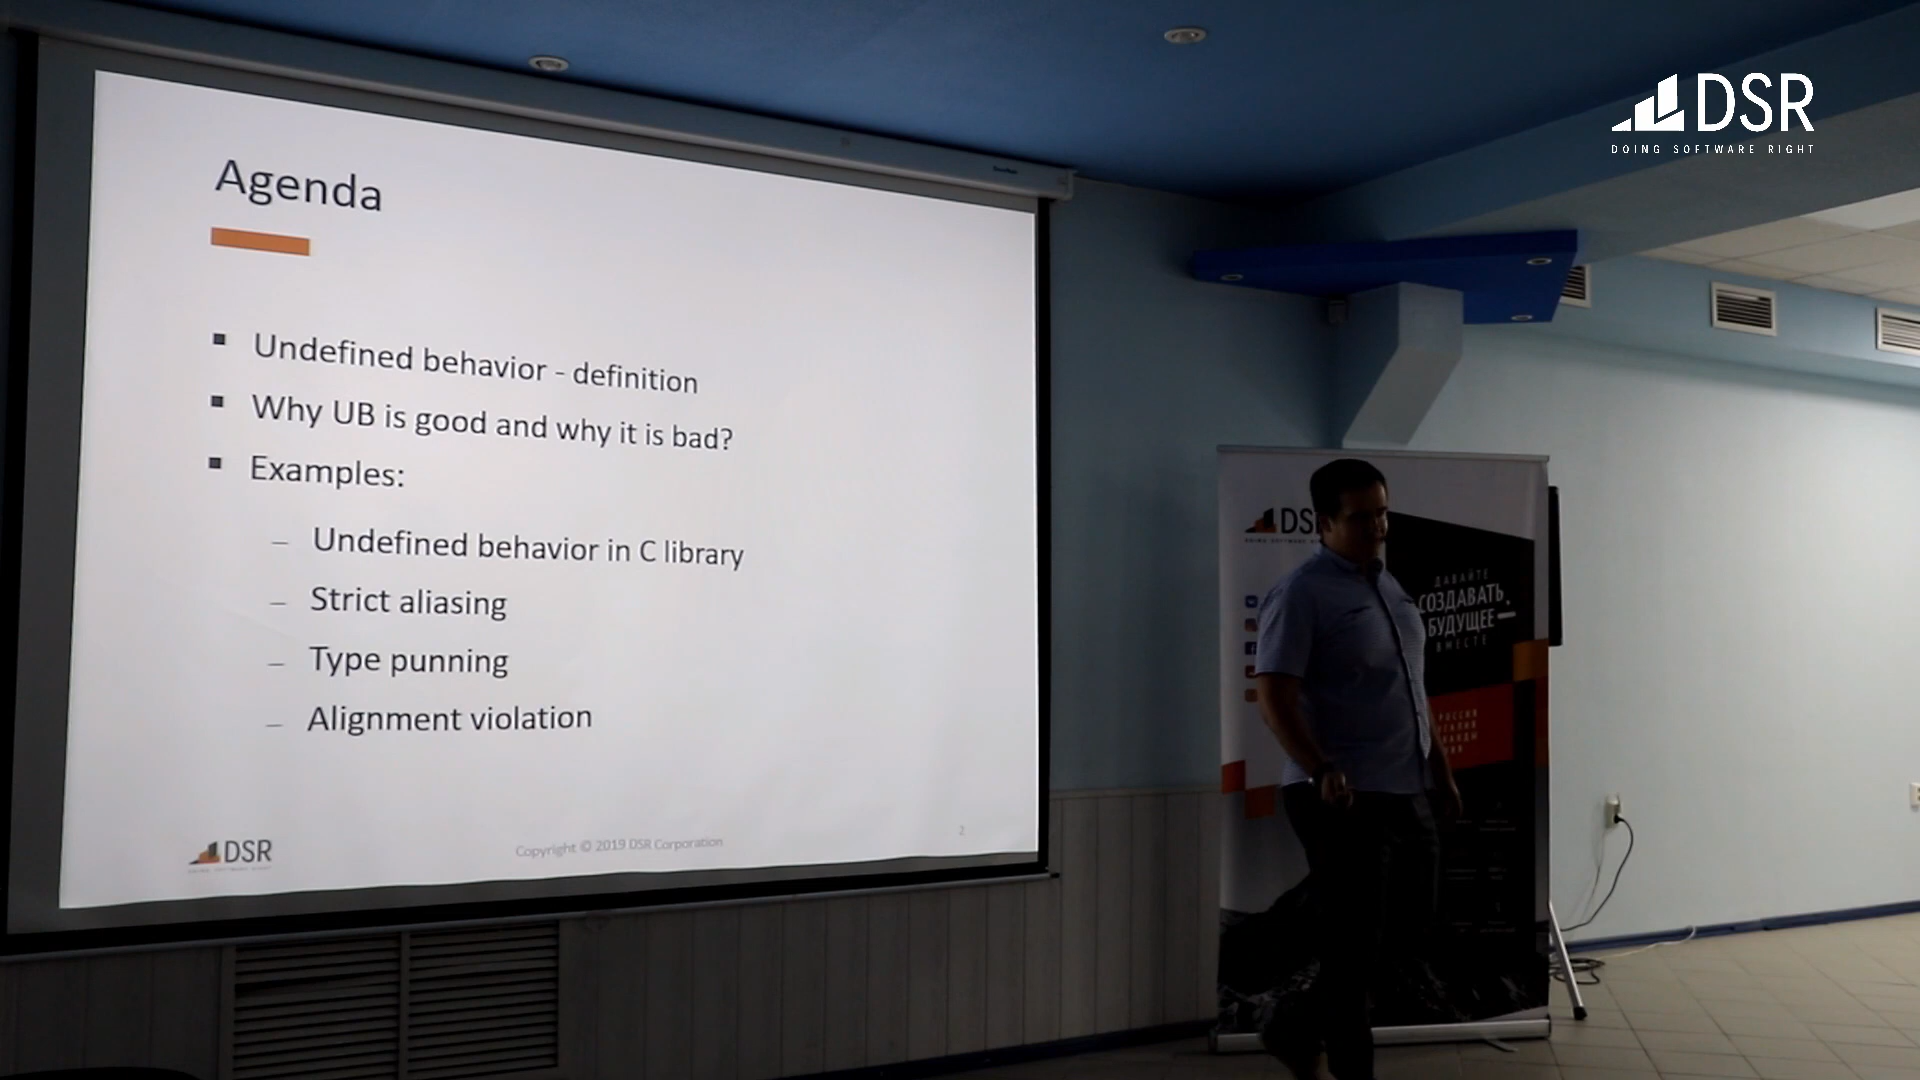 DSR
DOING SOFTWARE RIGHT
Agenda
Undefined behavior - definition
Why UB is good and why it is bad?
Examples:
– Undefined behavior in C library
– Strict aliasing
– Type punning
– Alignment violation
DSR
Copyright © 2019 DSR Corporation
2
ДАВАЙТЕ
СОЗДАВАТЬ
БУДУЩЕЕ
ВМЕСТЕ